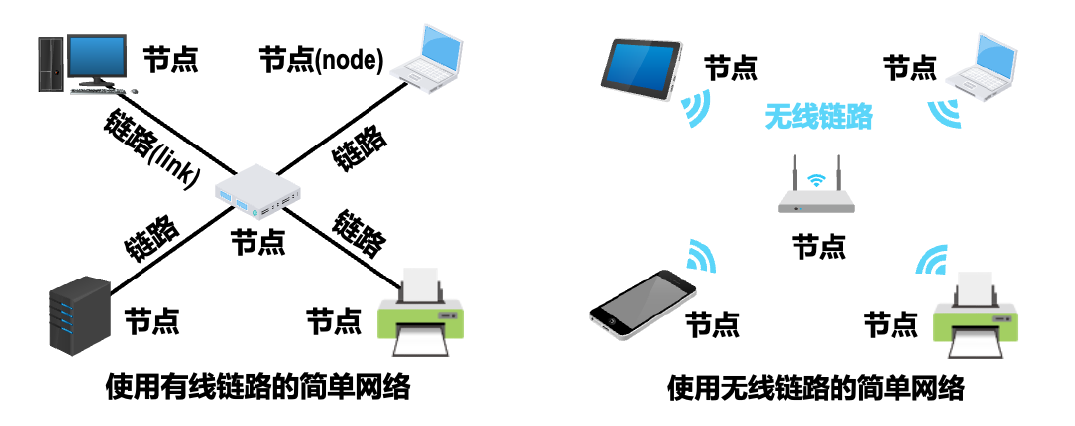 节点
节点(node)
链路(link)
链路
链路
链路
节点
节点
节点
使用有线链路的简单网络
节点
节点
无线链路
节点
节点
节点
使用无线链路的简单网络